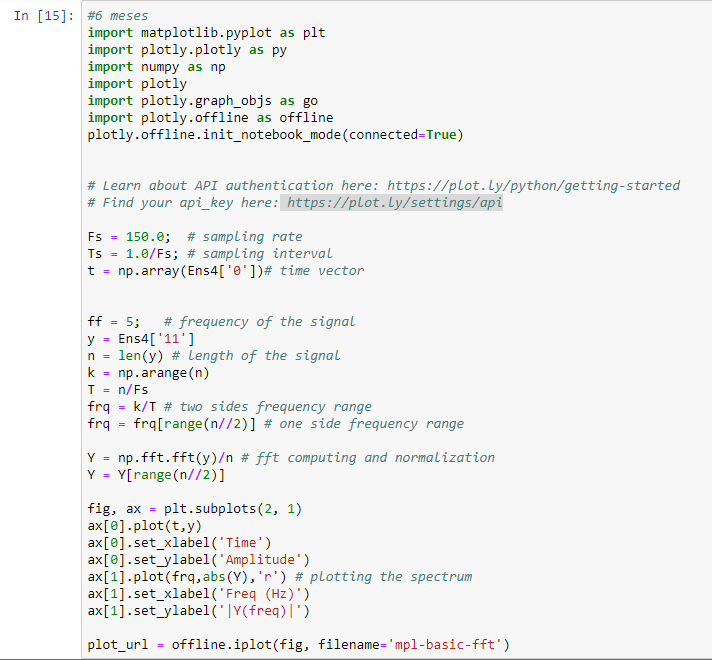 In [15]: #6 meses
import matplotlib.pyplot as plt
import plotly.plotly as py
import numpy as np
import plotly
import plotly.graph_objs as go
import plotly.offline as offline
plotly.offline.init_notebook_mode(connected=True)
# Learn about API authentication here: https://plot.ly/python/getting-started
# Find your api_key here: https://plot.ly/settings/api
Fs = 150.0;  # sampling rate
Ts = 1.0/Fs; # sampling interval
t = np.array(Ens4['0'])# time vector
ff = 5;   # frequency of the signal
y = Ens4['11']
n = len(y) # length of the signal
k = np.arange(n)
T = n/Fs
frq = k/T # two sides frequency range
frq = frq[range(n//2)] # one side frequency range
Y = np.fft.fft(y)/n # fft computing and normalization
Y = Y[range(n//2)]
fig, ax = plt.subplots(2, 1)
ax[0].plot(t,y)
ax[0].set_xlabel('Time')
ax[0].set_ylabel('Amplitude')
ax[1].plot(frq,abs(Y),'r') # plotting the spectrum
ax[1].set_xlabel('Freq (Hz)')
ax[1].set_ylabel('|Y(freq)|')
plot_url = offline.iplot(fig, filename='mpl-basic-fft')